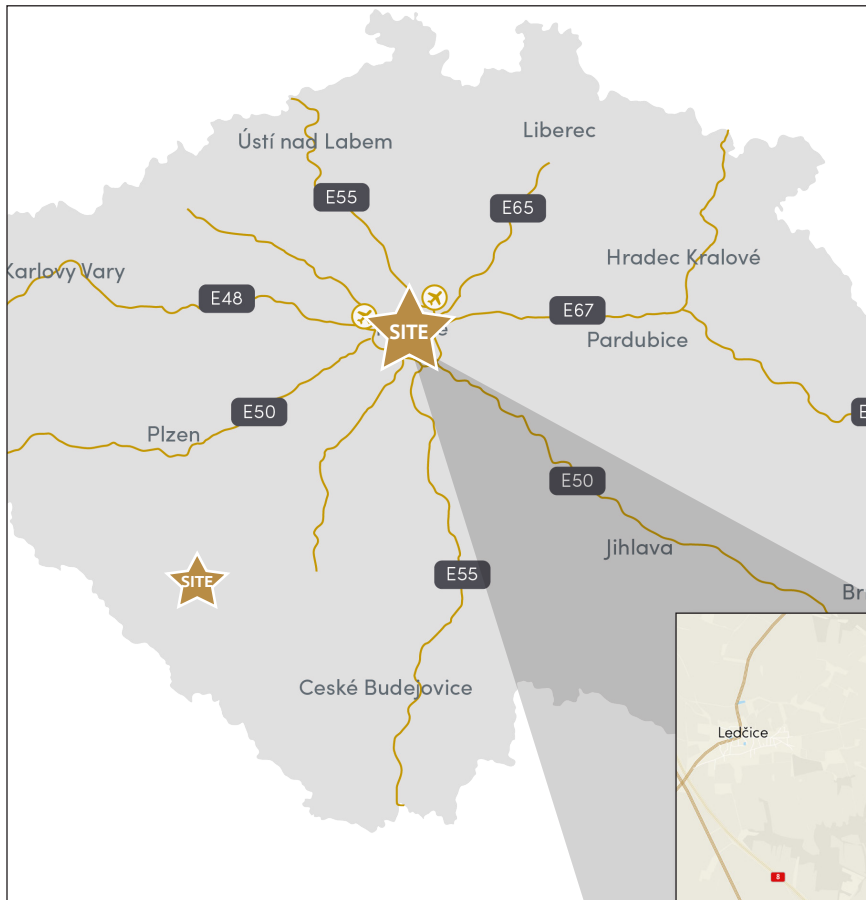 Ústí nad Labem
Liberec
E55
E65
Hradec Kralové
Karlovy Vary
E48
E67
SITE
Pardubice
E50
Plzen
E50
Jihlava
SITE
E55
Ceské Budejovice
Ledčice
8